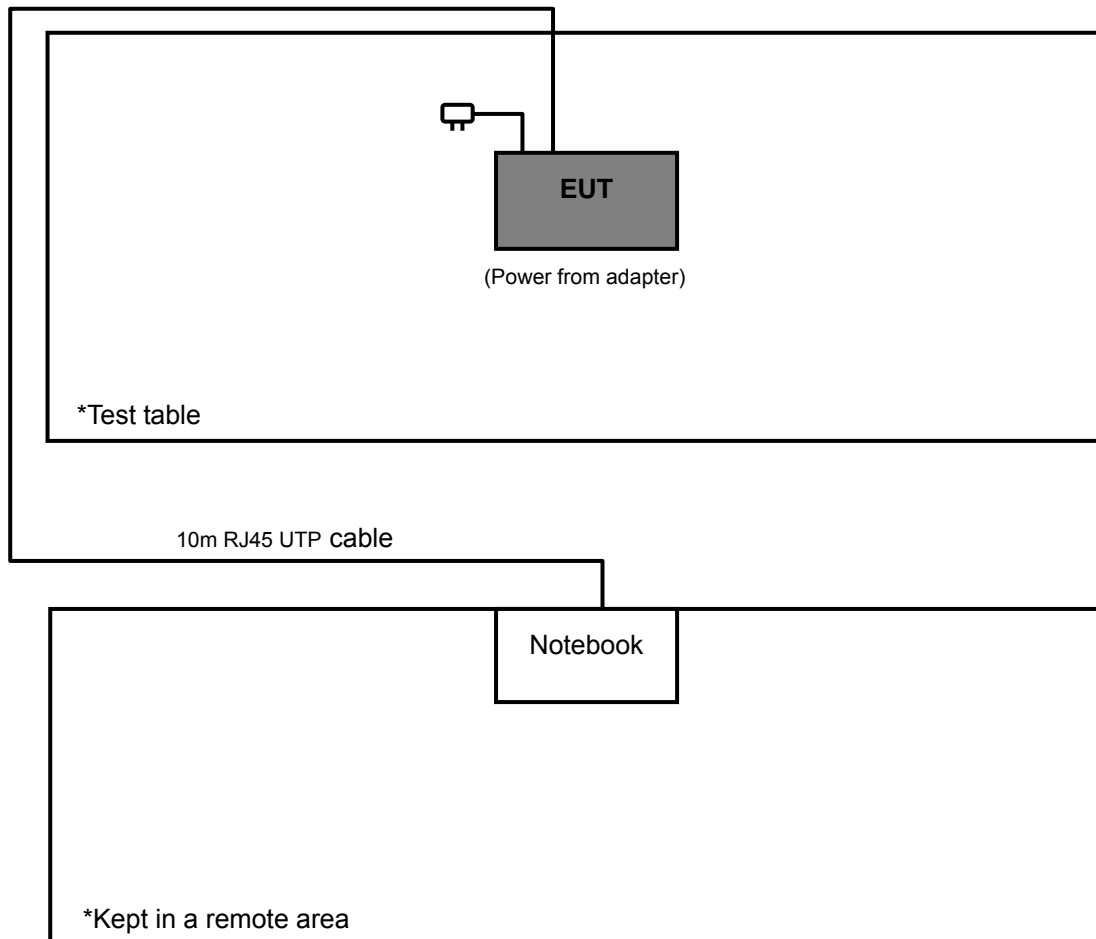 EUT
(Power from adapter)
*Test table
10m RJ45 UTP cable
Notebook
*Kept in a remote area